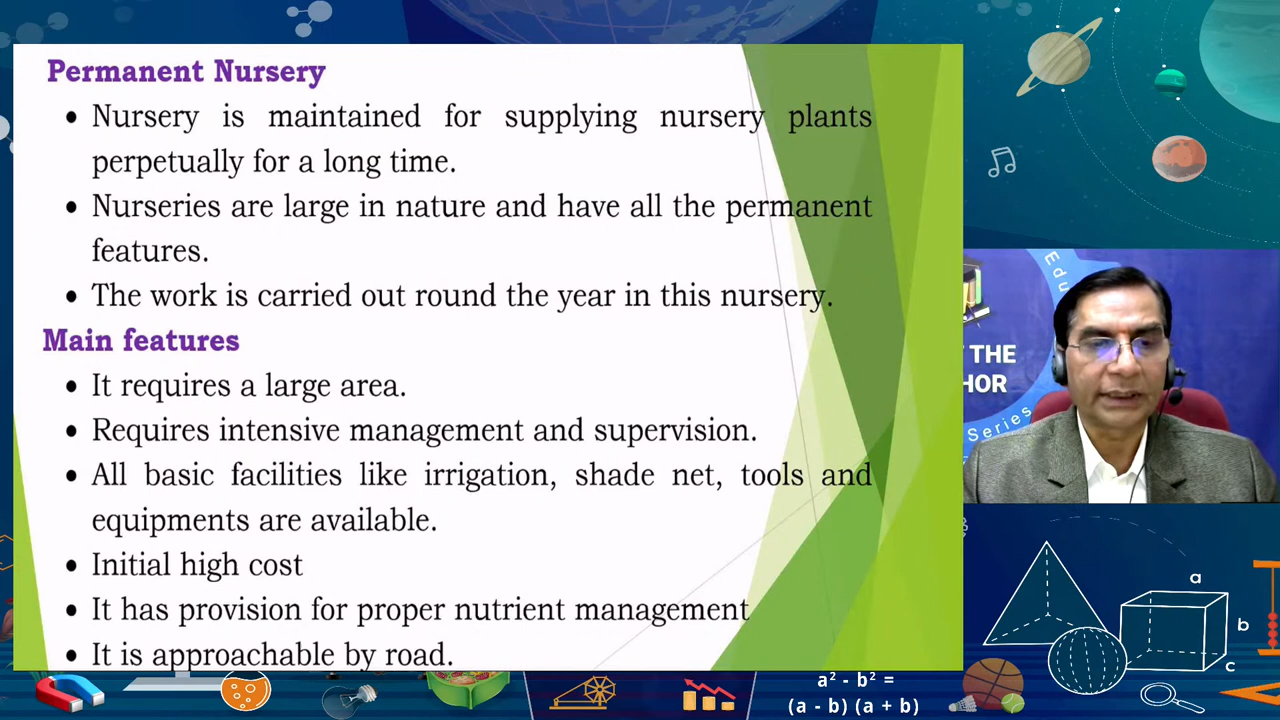 Permanent Nursery
• Nursery is maintained for supplying nursery plants
perpetually for a long time.
• Nurseries are large in nature and have all the permanent
features.
• The work is carried out round the year in this nursery.
Main features
• It requires a large area.
• Requires intensive management and supervision.
• All basic facilities like irrigation, shade net, tools and
equipments are available.
• Initial high cost
• It has provision for proper nutrient management
• It is approachable by road.
Edu
THE
HOR
Series
a
b
c
a² - b² =
(a - b) (a + b)